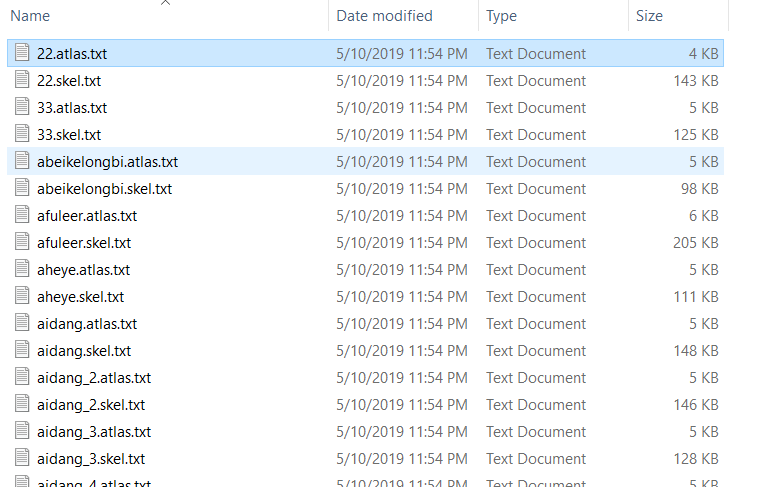 Name Date modified Type Size
22.atlas.txt 5/10/2019 11:54 PM Text Document 4 KB
22.skel.txt 5/10/2019 11:54 PM Text Document 143 KB
33.atlas.txt 5/10/2019 11:54 PM Text Document 5 KB
33.skel.txt 5/10/2019 11:54 PM Text Document 125 KB
abeikelongbi.atlas.txt 5/10/2019 11:54 PM Text Document 5 KB
abeikelongbi.skel.txt 5/10/2019 11:54 PM Text Document 98 KB
afuleer.atlas.txt 5/10/2019 11:54 PM Text Document 6 KB
afuleer.skel.txt 5/10/2019 11:54 PM Text Document 205 KB
aheye.atlas.txt 5/10/2019 11:54 PM Text Document 5 KB
aheye.skel.txt 5/10/2019 11:54 PM Text Document 111 KB
aidang.atlas.txt 5/10/2019 11:54 PM Text Document 5 KB
aidang.skel.txt 5/10/2019 11:54 PM Text Document 148 KB
aidang_2.atlas.txt 5/10/2019 11:54 PM Text Document 5 KB
aidang_2.skel.txt 5/10/2019 11:54 PM Text Document 146 KB
aidang_3.atlas.txt 5/10/2019 11:54 PM Text Document 5 KB
aidang_3.skel.txt 5/10/2019 11:54 PM Text Document 128 KB
aidang_4.atlas.txt 5/10/2019 11:54 PM Text Document 5 KB